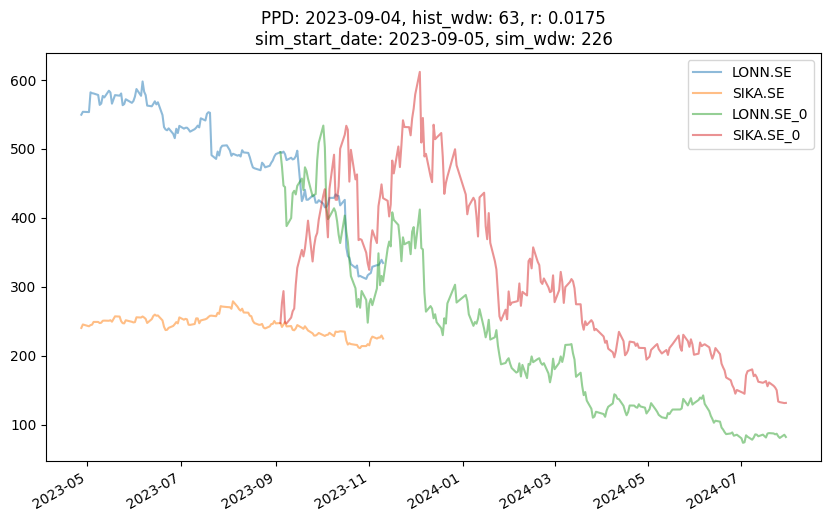 PPD: 2023-09-04, hist_wdw: 63, r: 0.0175
sim_start_date: 2023-09-05, sim_wdw: 226
LONN.SE
SIKA.SE
LONN.SE_0
SIKA.SE_0
600
500
400
300
200
100
2023-05
2023-07
2023-09
2023-11
2024-01
2024-03
2024-05
2024-07